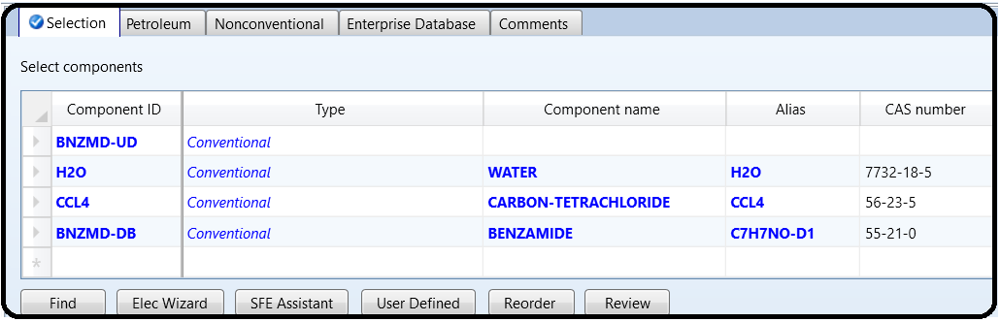 Selection Petroleum Nonconventional Enterprise Database Comments
Select components
Component ID Type Component name Alias CAS number
BNZMD-UD Conventional
H2O Conventional WATER H2O 7732-18-5
CCL4 Conventional CARBON-TETRACHLORIDE CCL4 56-23-5
BNZMD-DB Conventional BENZAMIDE C7H7NO-D1 55-21-0
*
Find Elec Wizard SFE Assistant User Defined Reorder Review